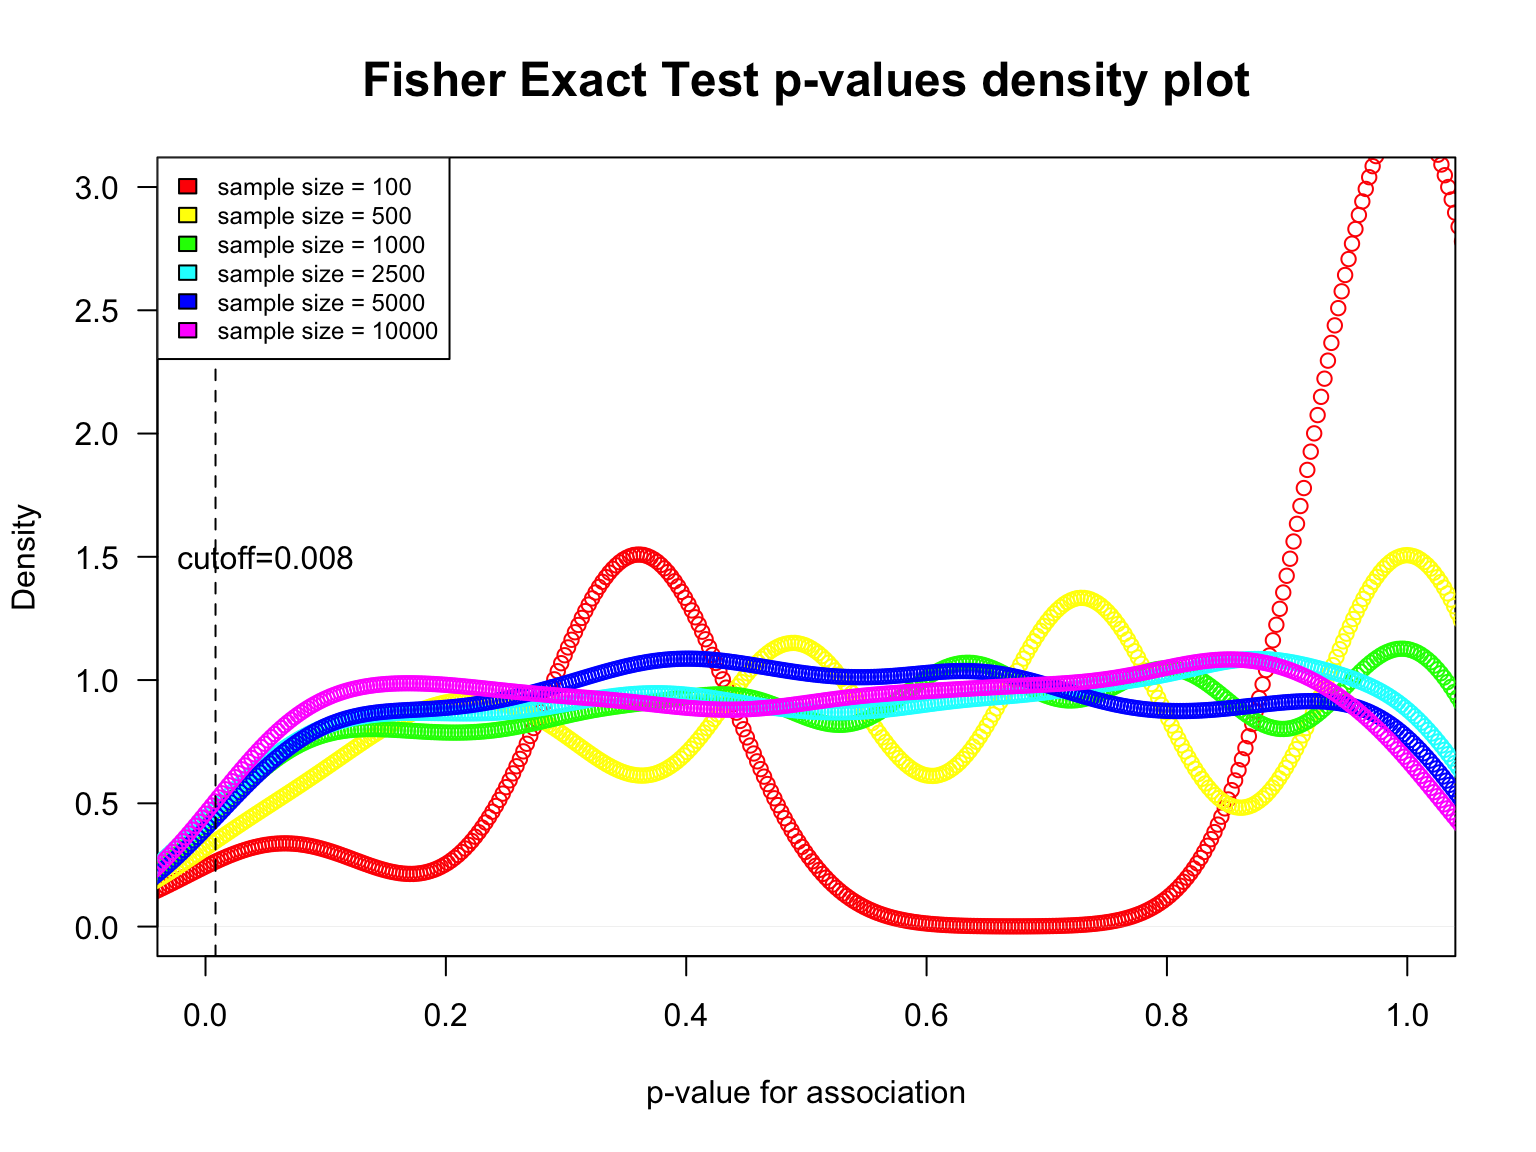 Fisher Exact Test p-values density plot
sample size = 100
sample size = 500
sample size = 1000
sample size = 2500
sample size = 5000
sample size = 10000
3.0
2.5
2.0
1.5
1.0
0.5
0.0
Density
cutoff=0.008
0.0 0.2 0.4 0.6 0.8 1.0
p-value for association